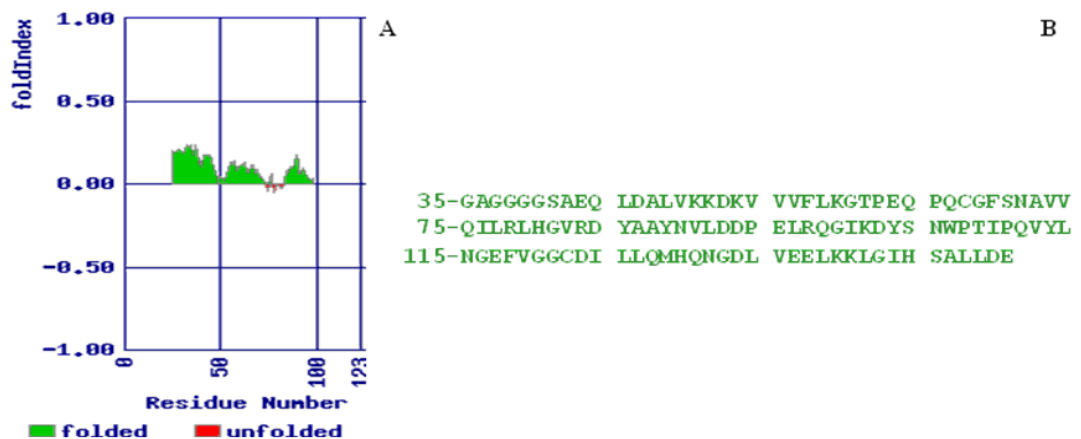 A
B
foldIndex
1.00
0.50
0.00
-0.50
-1.00
0 50 100 123
Residue Number
folded unfolded
35-GAGGGGSAEQ LDALVKKDKV VVFLKGTPEQ PQCGFSNAVV
75-QILRLHGVRD YAAYNVLDDP ELRQGIKDYS NWPTIPQVYL
115-NGEFVGGCDI LLQMHQNGDL VEELKKLGIH SALLDE